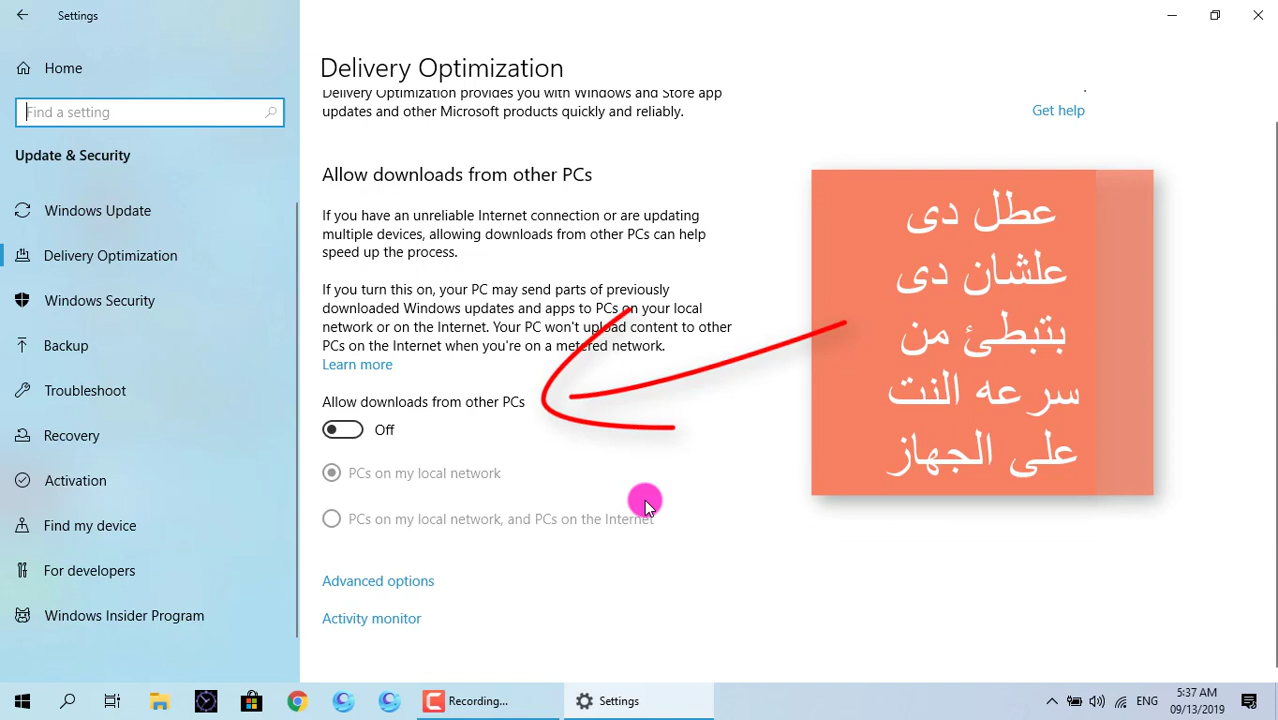 Settings
Home
Find a setting
Update & Security
Windows Update
Delivery Optimization
Windows Security
Backup
Troubleshoot
Recovery
Activation
Find my device
For developers
Windows Insider Program
Delivery Optimization
Delivery Optimization provides you with Windows and Store app
updates and other Microsoft products quickly and reliably.
Get help
Allow downloads from other PCs
If you have an unreliable Internet connection or are updating
multiple devices, allowing downloads from other PCs can help
speed up the process.
If you turn this on, your PC may send parts of previously
downloaded Windows updates and apps to PCs on your local
network or on the Internet. Your PC won't upload content to other
PCs on the Internet when you're on a metered network.
Learn more
Allow downloads from other PCs
Off
PCs on my local network
PCs on my local network, and PCs on the Internet
Advanced options
Activity monitor
عطل دى
علشان دى
بتبطئ من
سرعه النت
على الجهاز
Recording...
Settings
ENG
5:37 AM
09/13/2019